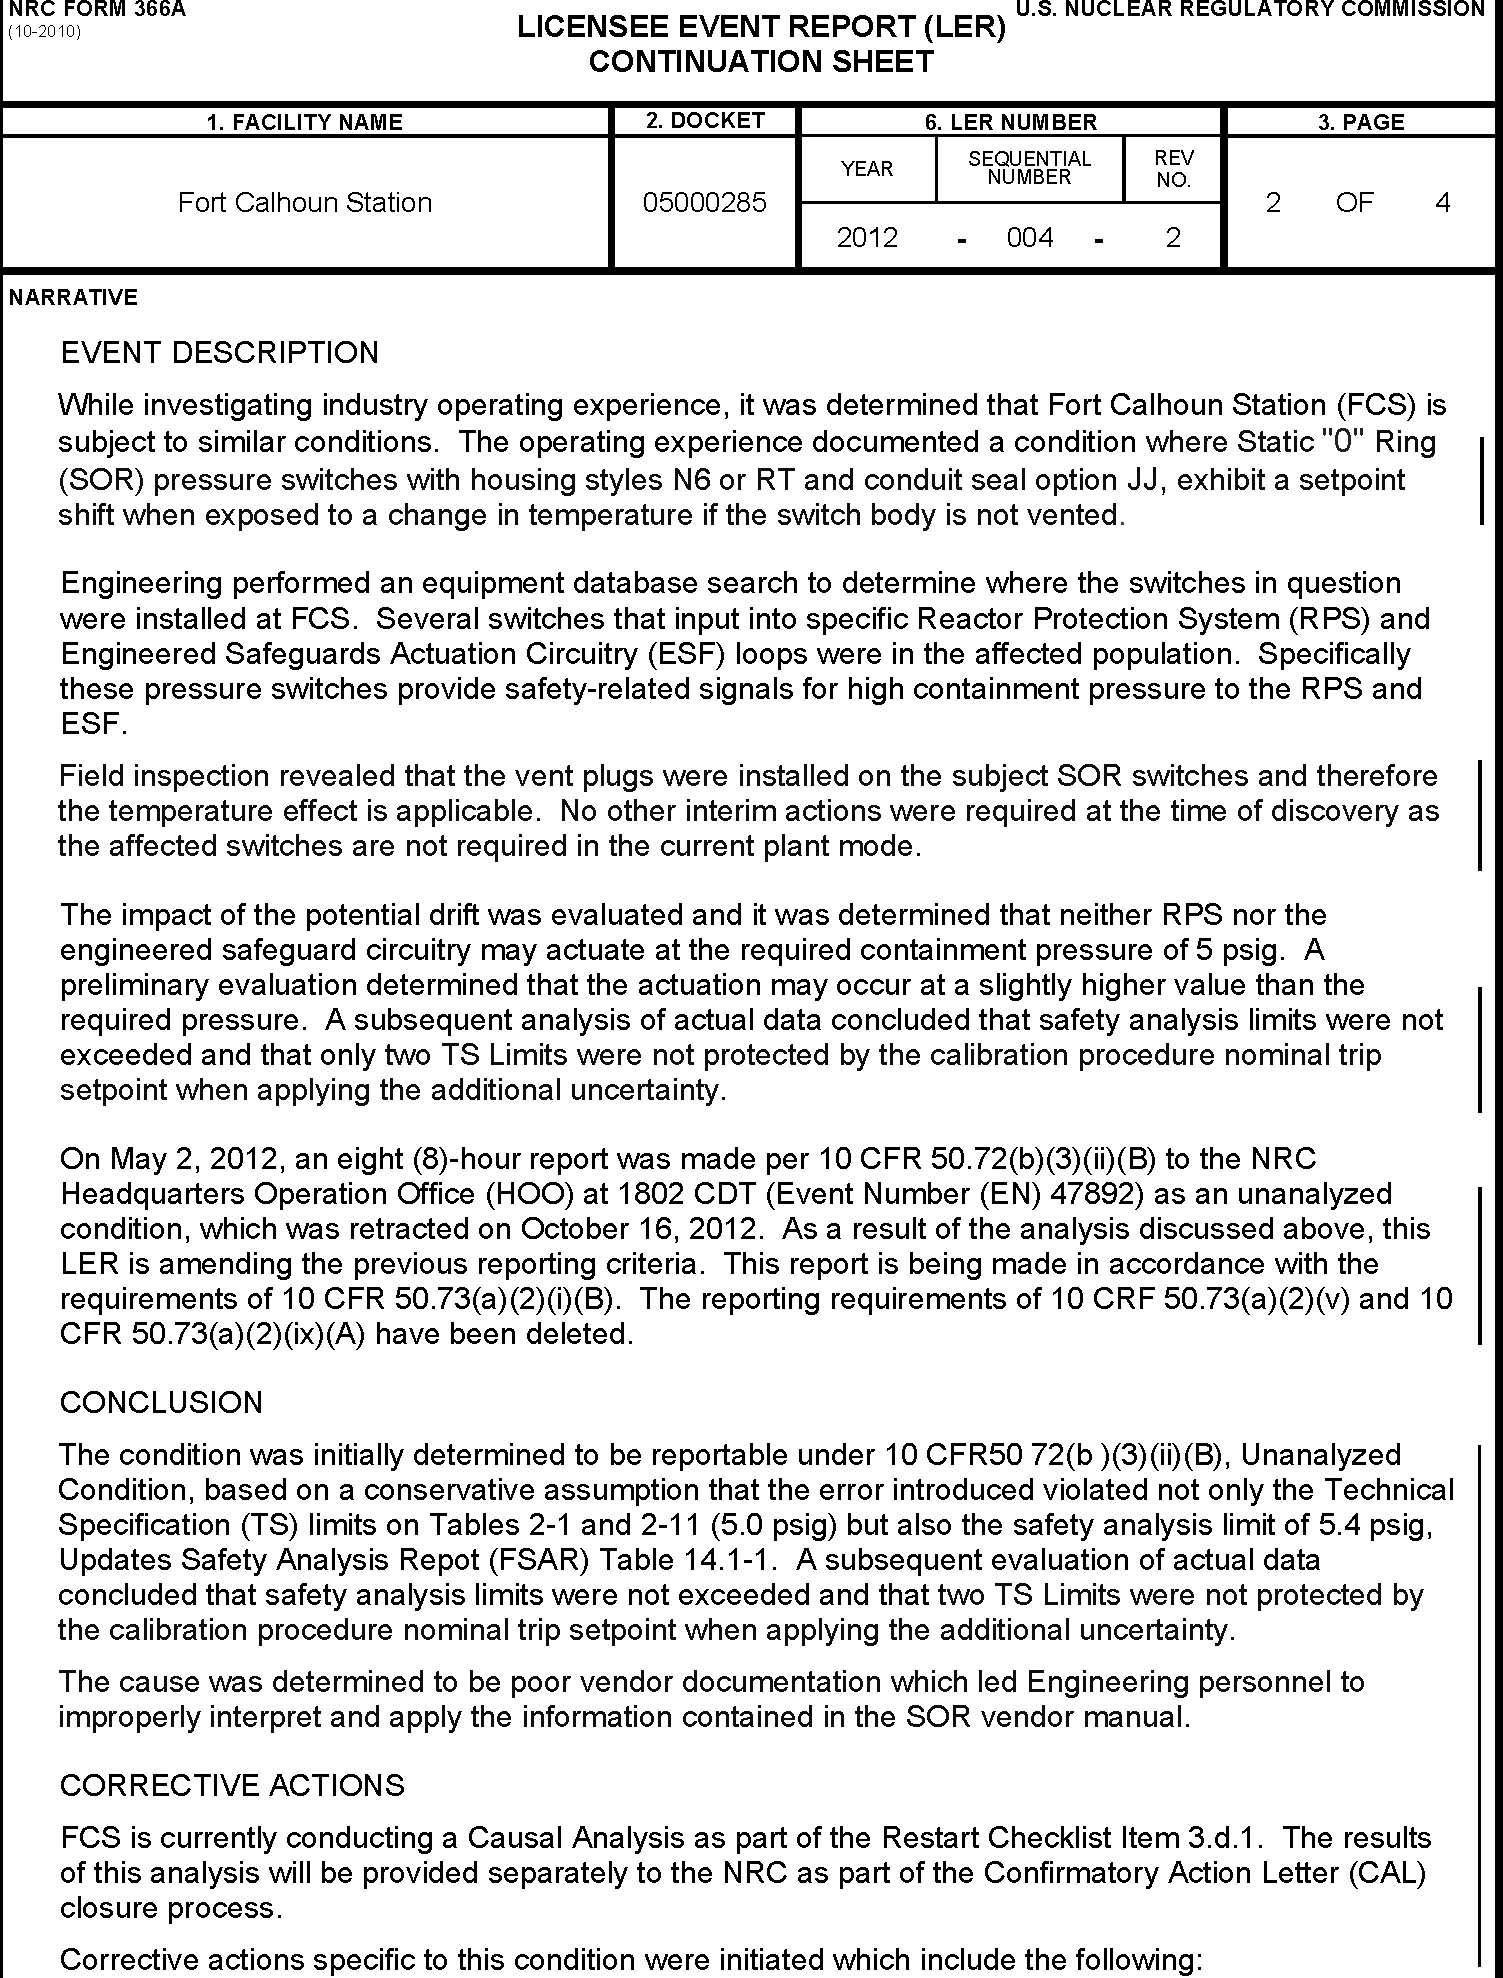 NRC FORM 366A
(10-2010)
U.S. NUCLEAR REGULATORY COMMISSION
LICENSEE EVENT REPORT (LER)
CONTINUATION SHEET
1. FACILITY NAME
2. DOCKET
6. LER NUMBER
3. PAGE
Fort Calhoun Station
05000285
YEAR
SEQUENTIAL
NUMBER
REV
NO.
2012 - 004 - 2
2 OF 4
NARRATIVE
EVENT DESCRIPTION
While investigating industry operating experience, it was determined that Fort Calhoun Station (FCS) is
subject to similar conditions. The operating experience documented a condition where Static "0" Ring
(SOR) pressure switches with housing styles N6 or RT and conduit seal option JJ, exhibit a setpoint
shift when exposed to a change in temperature if the switch body is not vented.
Engineering performed an equipment database search to determine where the switches in question
were installed at FCS. Several switches that input into specific Reactor Protection System (RPS) and
Engineered Safeguards Actuation Circuitry (ESF) loops were in the affected population. Specifically
these pressure switches provide safety-related signals for high containment pressure to the RPS and
ESF.
Field inspection revealed that the vent plugs were installed on the subject SOR switches and therefore
the temperature effect is applicable. No other interim actions were required at the time of discovery as
the affected switches are not required in the current plant mode.
The impact of the potential drift was evaluated and it was determined that neither RPS nor the
engineered safeguard circuitry may actuate at the required containment pressure of 5 psig. A
preliminary evaluation determined that the actuation may occur at a slightly higher value than the
required pressure. A subsequent analysis of actual data concluded that safety analysis limits were not
exceeded and that only two TS Limits were not protected by the calibration procedure nominal trip
setpoint when applying the additional uncertainty.
On May 2, 2012, an eight (8)-hour report was made per 10 CFR 50.72(b)(3)(ii)(B) to the NRC
Headquarters Operation Office (HOO) at 1802 CDT (Event Number (EN) 47892) as an unanalyzed
condition, which was retracted on October 16, 2012. As a result of the analysis discussed above, this
LER is amending the previous reporting criteria. This report is being made in accordance with the
requirements of 10 CFR 50.73(a)(2)(i)(B). The reporting requirements of 10 CRF 50.73(a)(2)(v) and 10
CFR 50.73(a)(2)(ix)(A) have been deleted.
CONCLUSION
The condition was initially determined to be reportable under 10 CFR50 72(b )(3)(ii)(B), Unanalyzed
Condition, based on a conservative assumption that the error introduced violated not only the Technical
Specification (TS) limits on Tables 2-1 and 2-11 (5.0 psig) but also the safety analysis limit of 5.4 psig,
Updates Safety Analysis Repot (FSAR) Table 14.1-1. A subsequent evaluation of actual data
concluded that safety analysis limits were not exceeded and that two TS Limits were not protected by
the calibration procedure nominal trip setpoint when applying the additional uncertainty.
The cause was determined to be poor vendor documentation which led Engineering personnel to
improperly interpret and apply the information contained in the SOR vendor manual.
CORRECTIVE ACTIONS
FCS is currently conducting a Causal Analysis as part of the Restart Checklist Item 3.d.1. The results
of this analysis will be provided separately to the NRC as part of the Confirmatory Action Letter (CAL)
closure process.
Corrective actions specific to this condition were initiated which include the following: